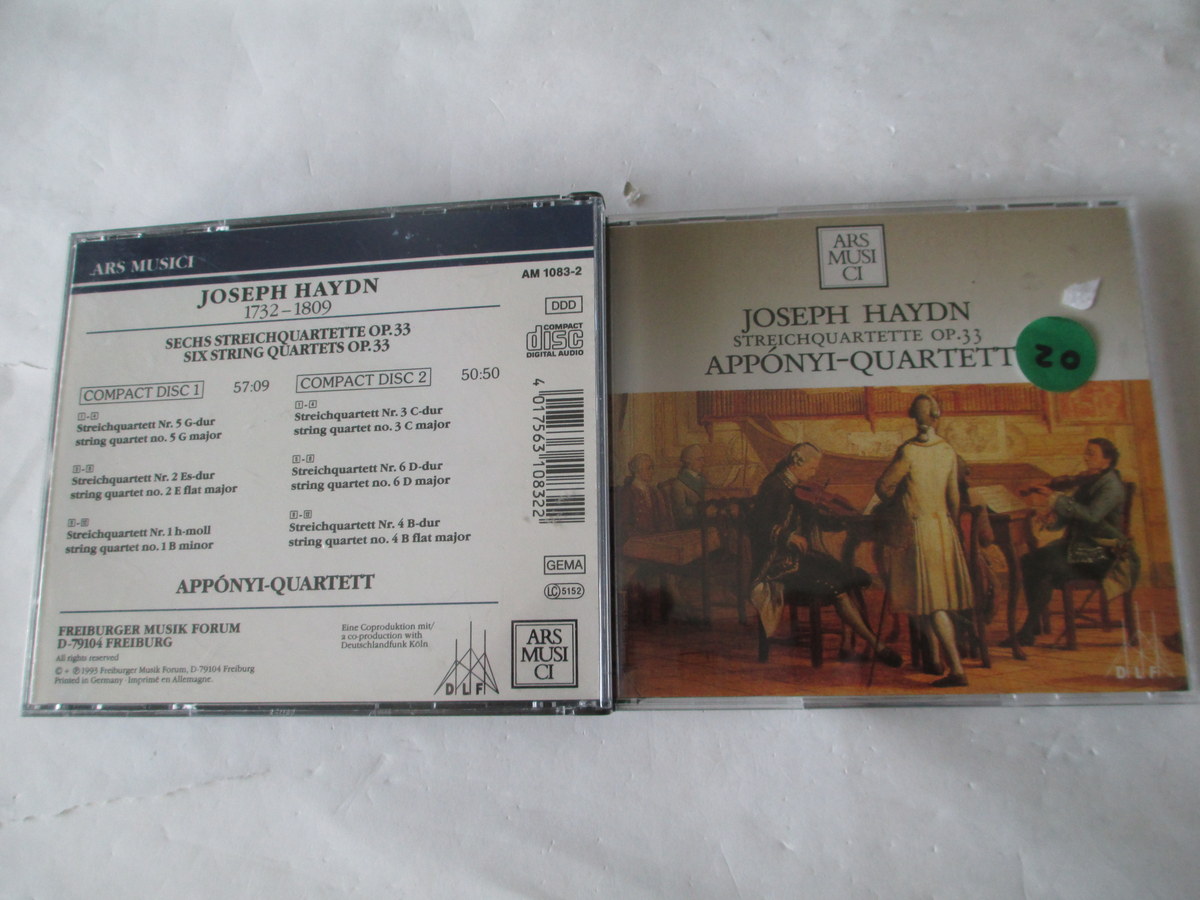 ARS MUSICI
AM 1083-2
JOSEPH HAYDN
1732 – 1809
DDD
SECHS STREICHQUARTETTE OP. 33
SIX STRING QUARTETS OP. 33
COMPACT
disc
DIGITAL AUDIO
COMPACT DISC 1 57:09
Streichquartett Nr. 5 G-dur
string quartet no. 5 G major
Streichquartett Nr. 2 Es-dur
string quartet no. 2 E flat major
Streichquartett Nr. 1 h-moll
string quartet no. 1 B minor
COMPACT DISC 2 50:50
Streichquartett Nr. 3 C-dur
string quartet no. 3 C major
Streichquartett Nr. 6 D-dur
string quartet no. 6 D major
Streichquartett Nr. 4 B-dur
string quartet no. 4 B flat major
4 017563 108322
APPÓNYI-QUARTETT
GEMA
LC 5152
FREIBURGER MUSIK FORUM
D-79104 FREIBURG
All rights reserved
© + ℗ 1993 Freiburger Musik Forum, D-79104 Freiburg
Printed in Germany · Imprimé en Allemagne.
Eine Coproduktion mit/
a co-production with
Deutschlandfunk Köln
DLF
ARS
MUSI
CI
ARS
MUSI
CI
JOSEPH HAYDN
STREICHQUARTETTE OP. 33
APPÓNYI-QUARTETT
20
DLF